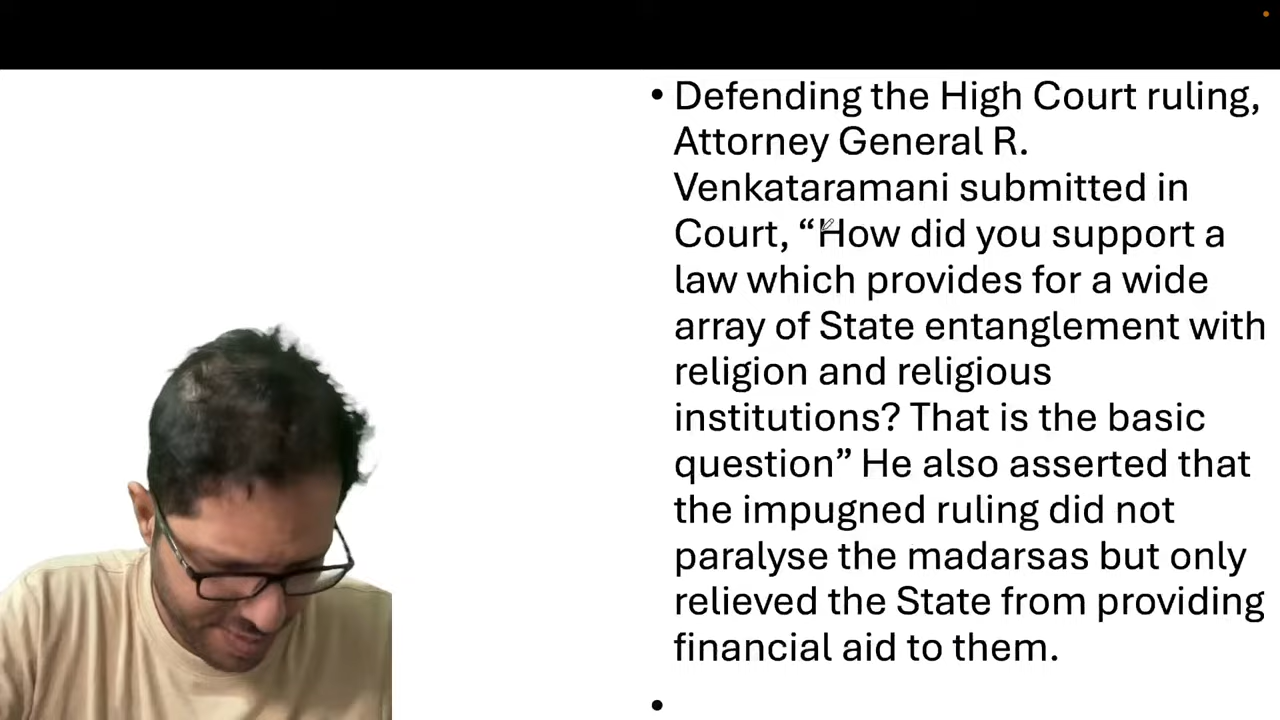 • Defending the High Court ruling,
Attorney General R.
Venkataramani submitted in
Court, “How did you support a
law which provides for a wide
array of State entanglement with
religion and religious
institutions? That is the basic
question” He also asserted that
the impugned ruling did not
paralyse the madarsas but only
relieved the State from providing
financial aid to them.
•